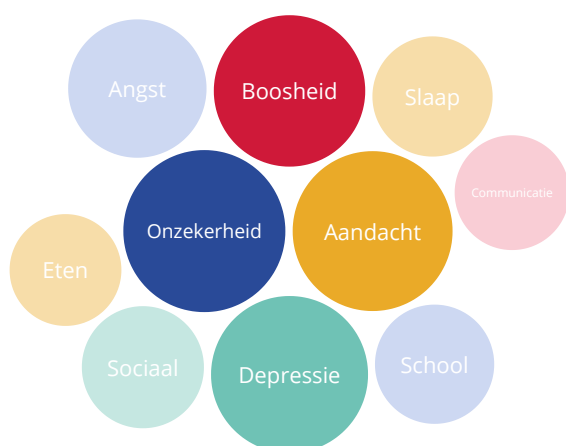 Angst
Boosheid
Slaap
Communicatie
Onzekerheid
Aandacht
Eten
Sociaal
Depressie
School